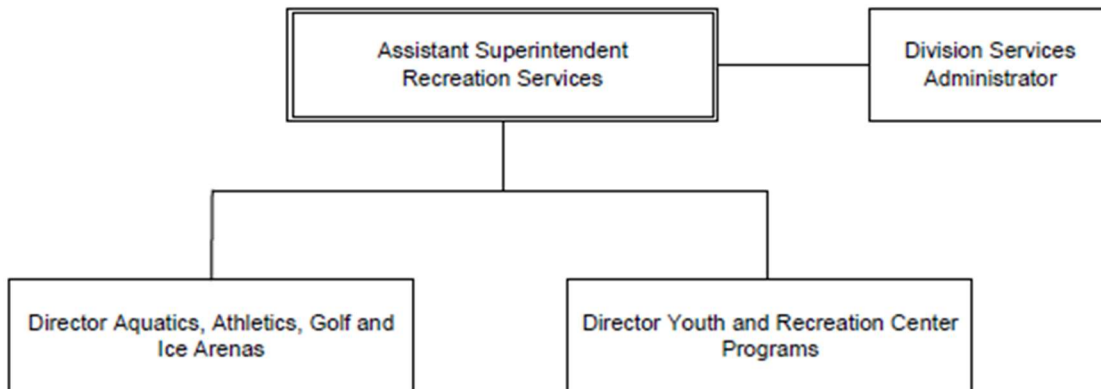 Assistant Superintendent
Recreation Services
Division Services
Administrator
Director Aquatics, Athletics, Golf and
Ice Arenas
Director Youth and Recreation Center
Programs